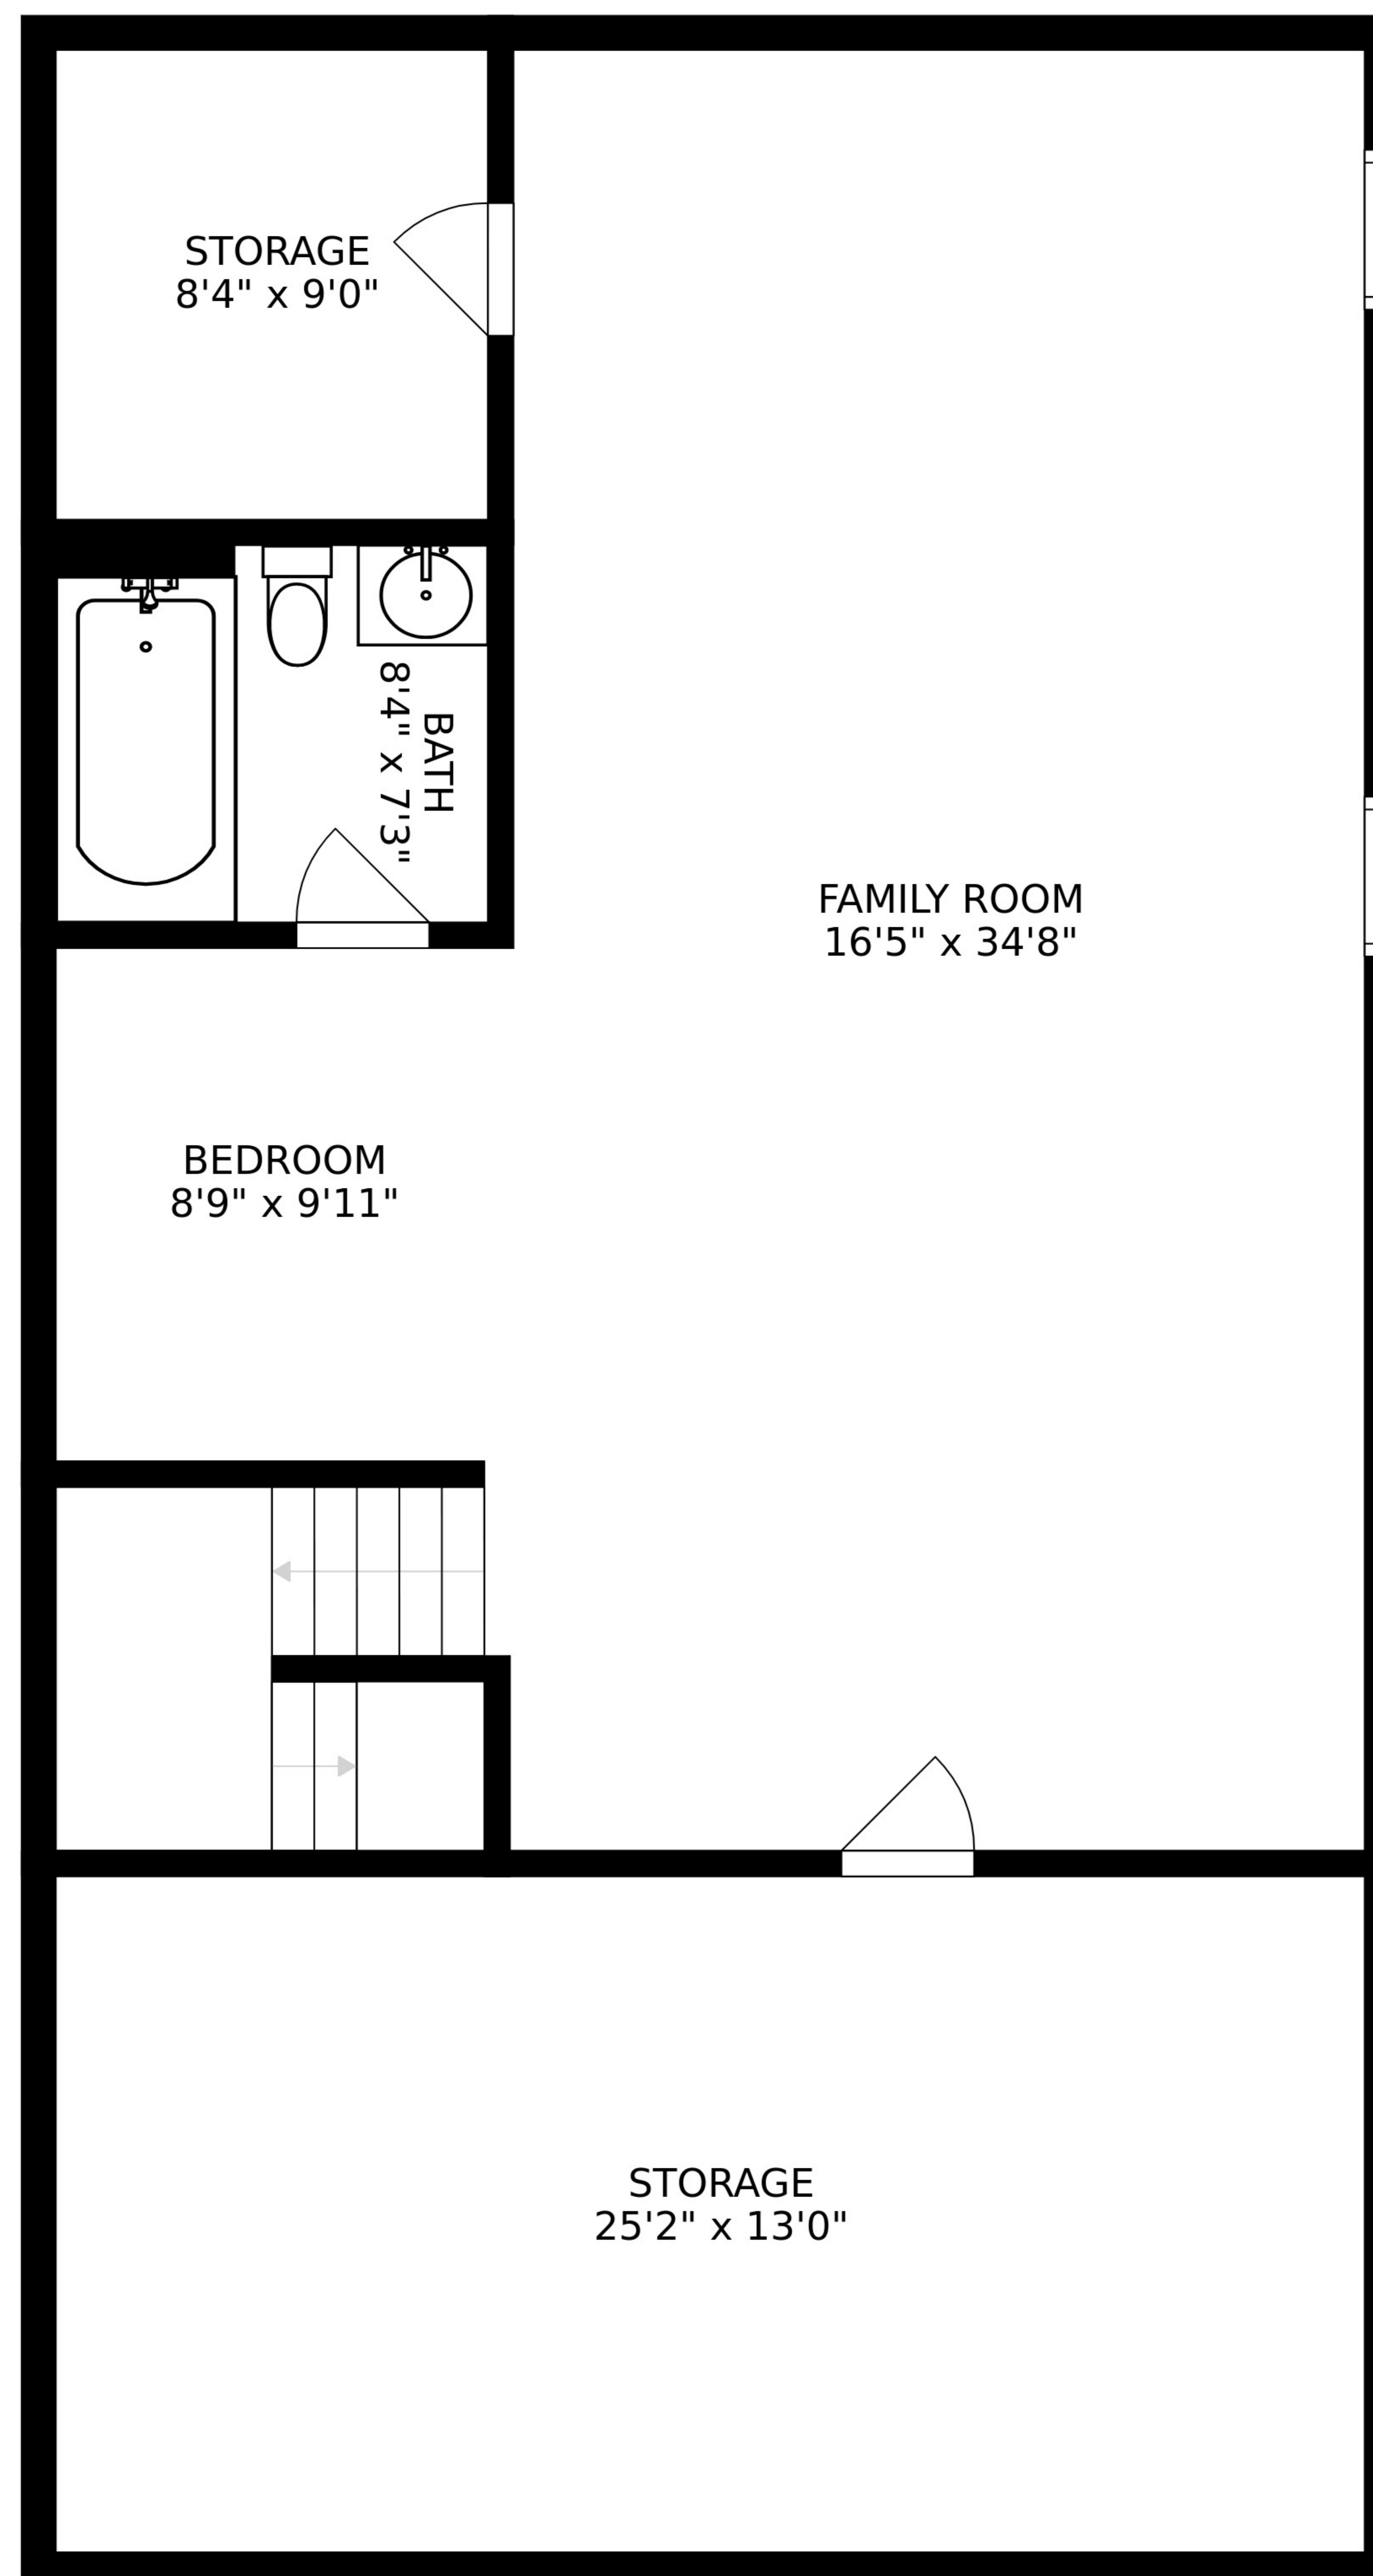 STORAGE
8'4" x 9'0"
BATH
8'4" x 7'3"
FAMILY ROOM
16'5" x 34'8"
BEDROOM
8'9" x 9'11"
STORAGE
25'2" x 13'0"